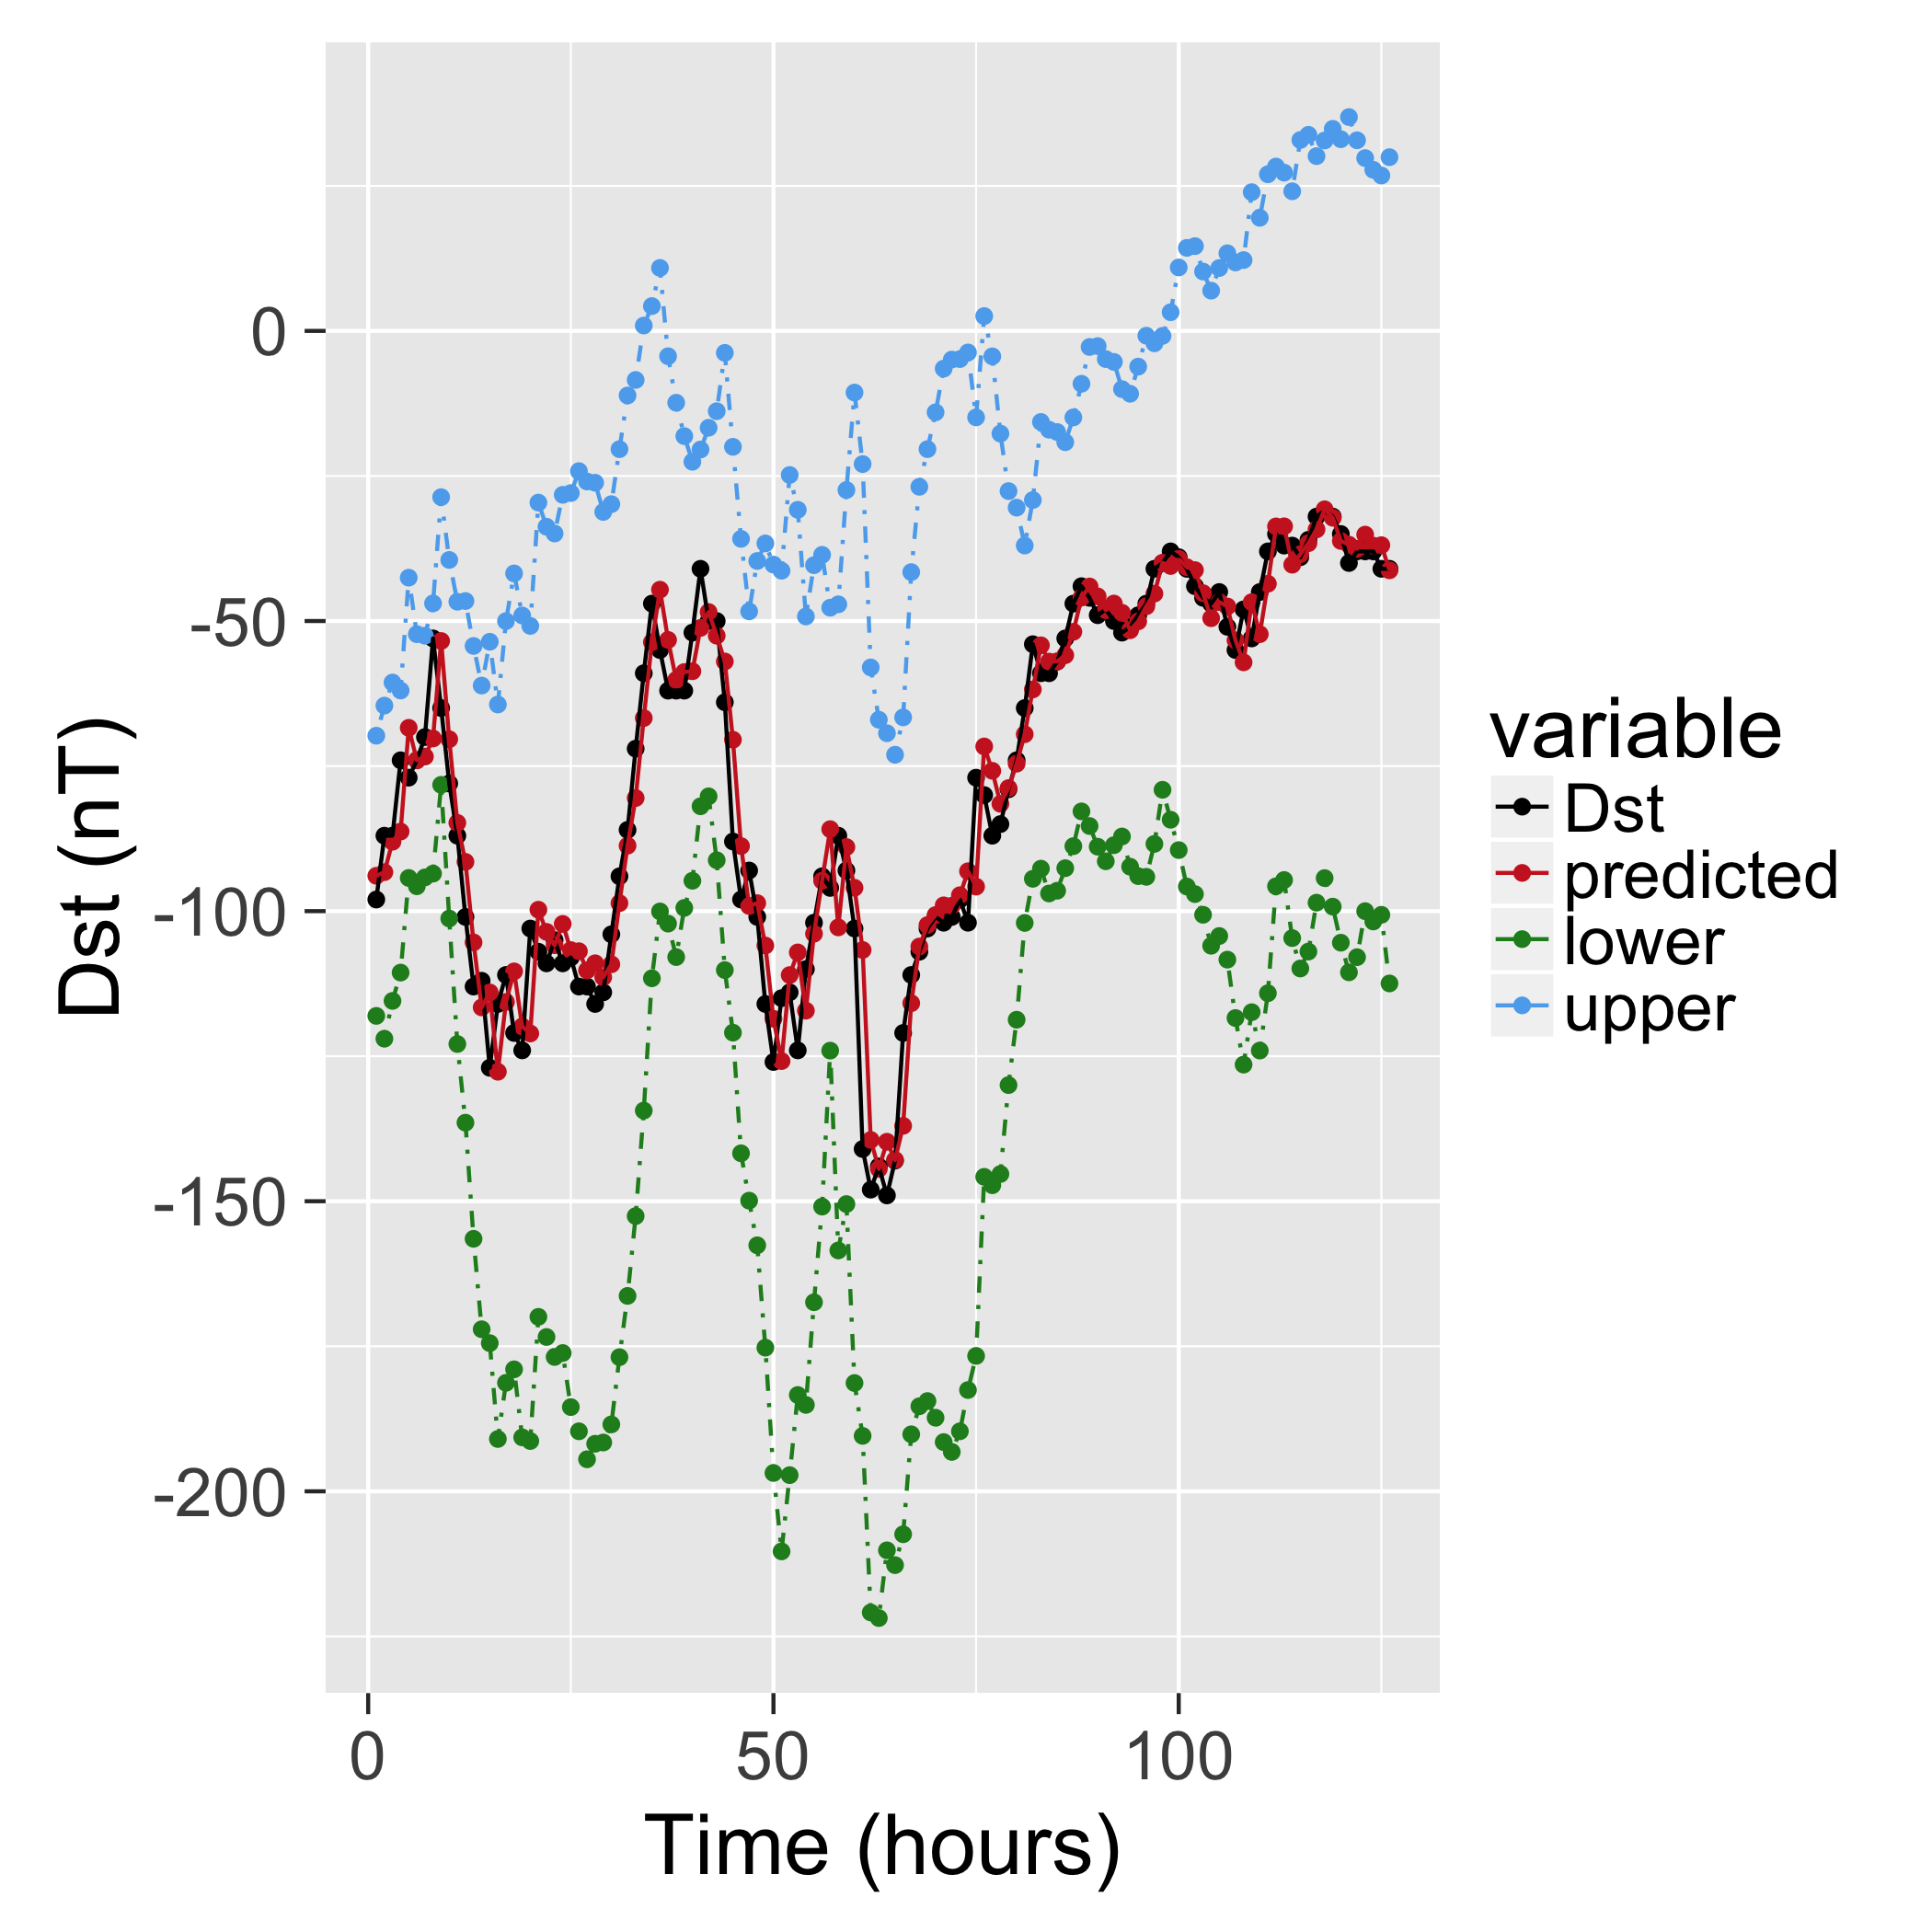 Dst (nT)
0
-50
-100
-150
-200
0 50 100
Time (hours)
variable
Dst
predicted
lower
upper